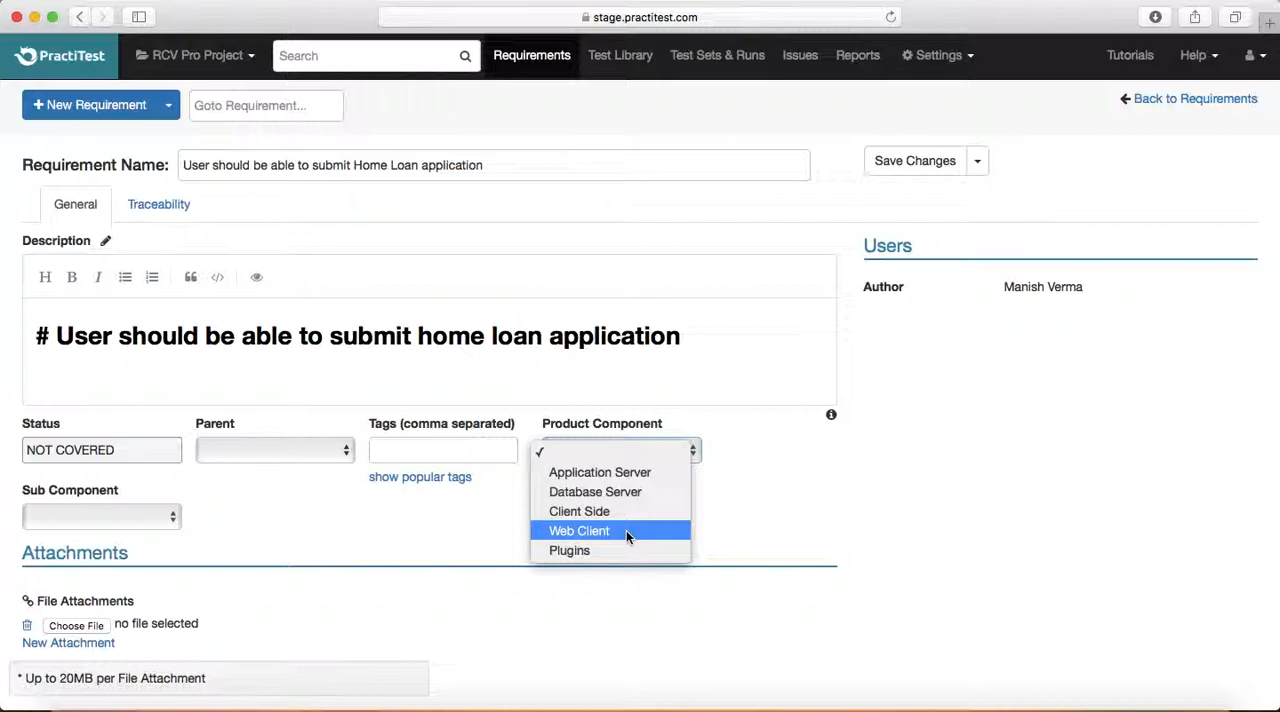 stage.practitest.com
PractiTest
RCV Pro Project
Search
Requirements
Test Library
Test Sets & Runs
Issues
Reports
Settings
Tutorials
Help
+ New Requirement
Goto Requirement...
Back to Requirements
Requirement Name:
User should be able to submit Home Loan application
Save Changes
General
Traceability
Description
Users
H B I
Author
Manish Verma
# User should be able to submit home loan application
Status
Parent
Tags (comma separated)
Product Component
NOT COVERED
show popular tags
Application Server
Database Server
Client Side
Web Client
Plugins
Sub Component
Attachments
File Attachments
Choose File no file selected
New Attachment
* Up to 20MB per File Attachment